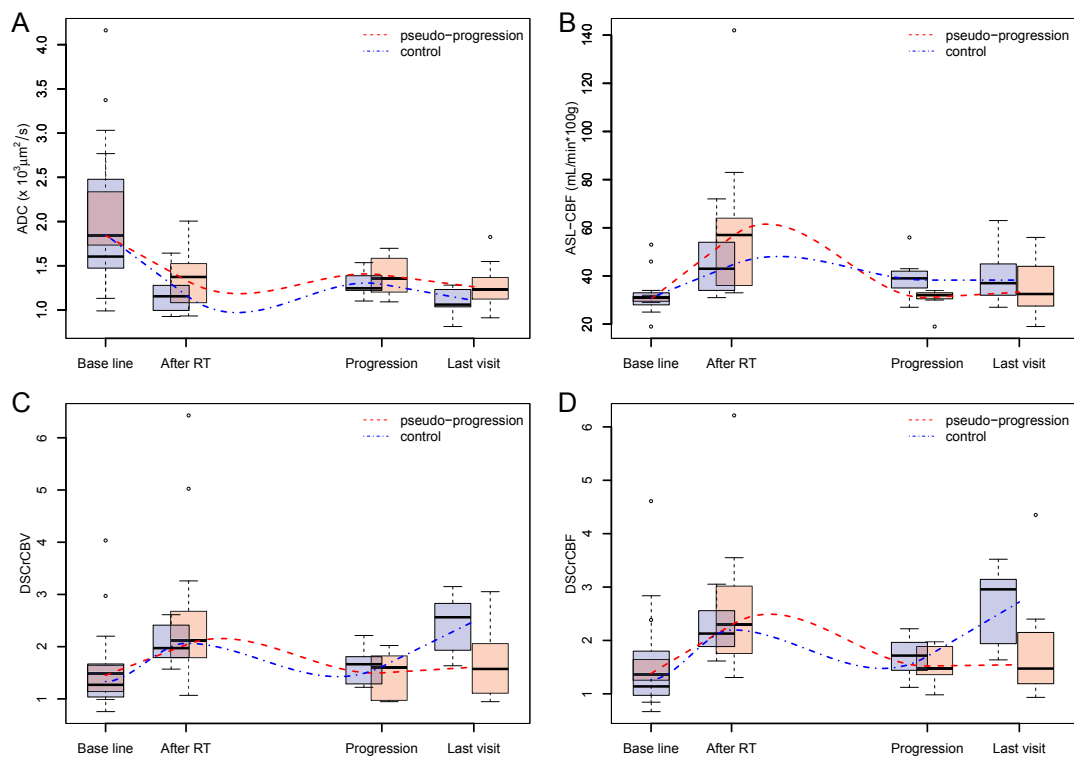 A
pseudo−progression
control
ADC (x 10³μm²/s)
4.0
3.5
3.0
2.5
2.0
1.5
1.0
Base line After RT Progression Last visit
B
pseudo−progression
control
ASL−CBF (mL/min*100g)
140
120
100
80
60
40
20
Base line After RT Progression Last visit
C
pseudo−progression
control
DSCrCBV
6
5
4
3
2
1
Base line After RT Progression Last visit
D
pseudo−progression
control
DSCrCBF
6
5
4
3
2
1
Base line After RT Progression Last visit